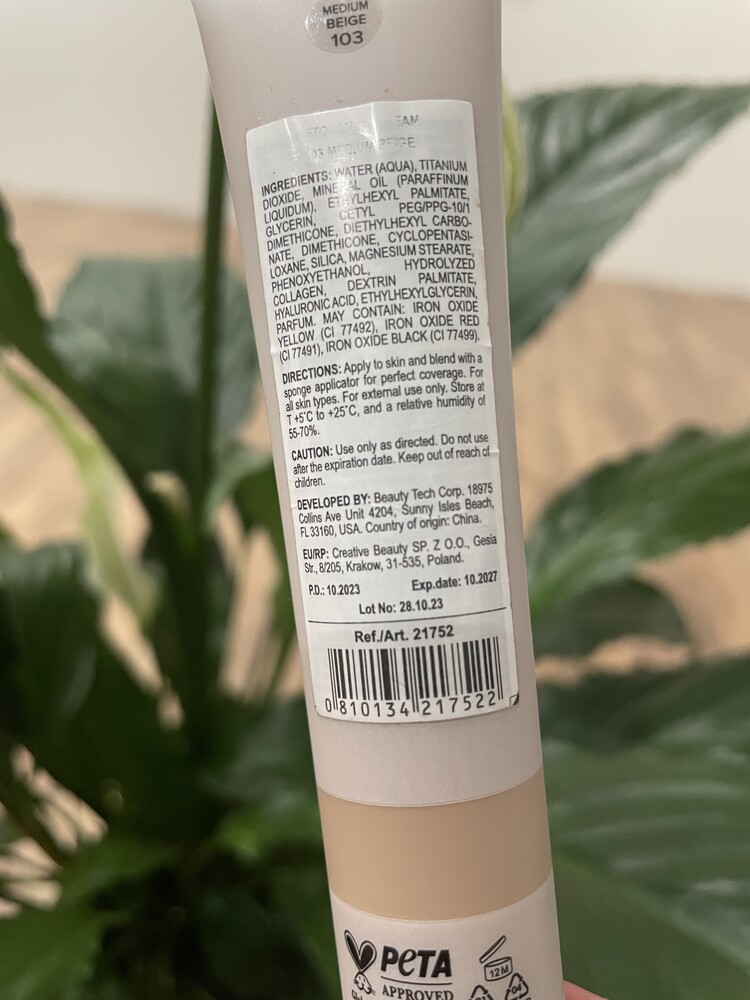 MEDIUM
BEIGE
103
INGREDIENTS: WATER (AQUA), TITANIUM
DIOXIDE, MINERAL OIL (PARAFFINUM
LIQUIDUM), ETHYLHEXYL PALMITATE,
GLYCERIN, CETYL PEG/PPG-10/1
DIMETHICONE, DIETHYLHEXYL CARBO-
NATE, DIMETHICONE, CYCLOPENTASI-
LOXANE, SILICA, MAGNESIUM STEARATE,
PHENOXYETHANOL, HYDROLYZED
COLLAGEN, DEXTRIN PALMITATE,
HYALURONIC ACID, ETHYLHEXYLGLYCERIN,
PARFUM. MAY CONTAIN: IRON OXIDE
YELLOW (CI 77492), IRON OXIDE RED
(CI 77491), IRON OXIDE BLACK (CI 77499).
DIRECTIONS: Apply to skin and blend with a
sponge applicator for perfect coverage. For
all skin types. For external use only. Store at
T +5°C to +25°C, and a relative humidity of
55-70%.
CAUTION: Use only as directed. Do not use
after the expiration date. Keep out of reach of
children.
DEVELOPED BY: Beauty Tech Corp. 18975
Collins Ave Unit 4204, Sunny Isles Beach,
FL 33160, USA. Country of origin: China.
EU/RP: Creative Beauty SP. Z O.O., Gesia
Str., 8/205, Krakow, 31-535, Poland.
P.D.: 10.2023 Exp.date: 10.2027
Lot No: 28.10.23
Ref./Art. 21752
0 810134 217522
PETA
APPROVED
12M
04